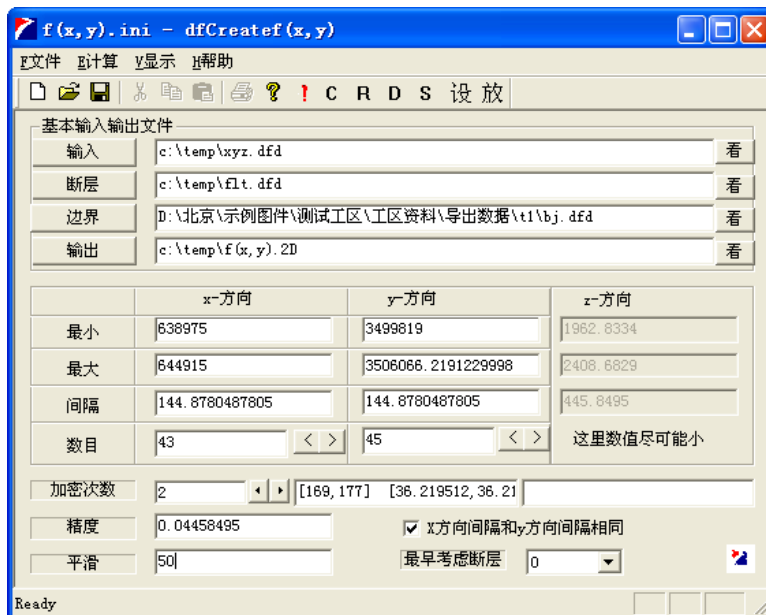 f(x,y).ini - dfCreatef(x,y)
F文件 E计算 V显示 H帮助
! C R D S 设 放
基本输入输出文件
输入 c:\temp\xyz.dfd 看
断层 c:\temp\flt.dfd 看
边界 D:\北京\示例图件\测试工区\工区资料\导出数据\t1\bj.dfd 看
输出 c:\temp\f(x,y).2D 看
x-方向 y-方向 z-方向
最小 638975 3499819 1962.8334
最大 644915 3506066.2191229998 2408.6829
间隔 144.8780487805 144.8780487805 445.8495
数目 43 < > 45 < > 这里数值尽可能小
加密次数 2 [169,177] [36.219512,36.21
精度 0.04458495 X方向间隔和y方向间隔相同
平滑 50 最早考虑断层 0
Ready